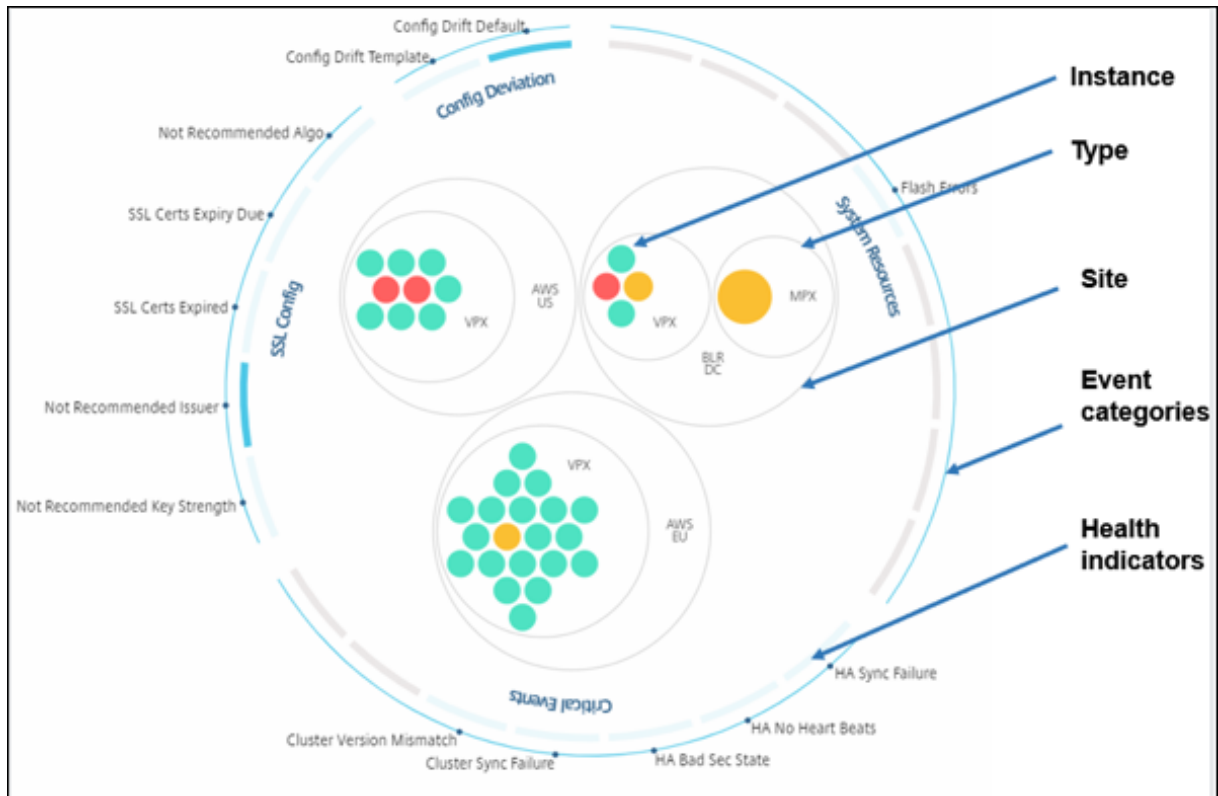 Config Drift Default
Config Drift Template
Config Deviation
Not Recommended Algo
SSL Certs Expiry Due
SSL Certs Expired
SSL Config
Not Recommended Issuer
Not Recommended Key Strength
Instance
Type
Flash Errors
System Resources
Site
Event
categories
Health
indicators
AWS
US
VPX
VPX
MPX
BLR
DC
VPX
AWS
EU
Critical Events
HA Sync Failure
HA No Heart Beats
HA Bad Sec State
Cluster Version Mismatch
Cluster Sync Failure